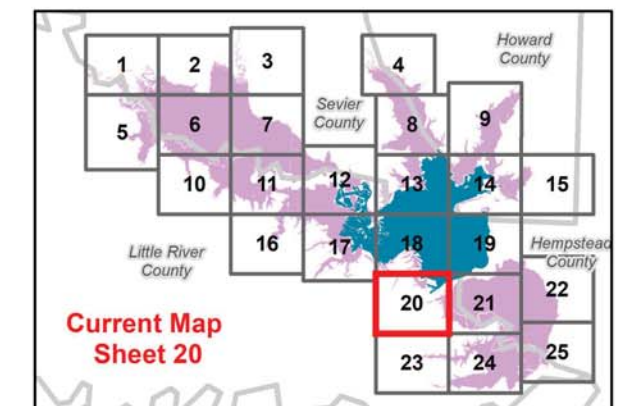 Howard
County
1
2
3
4
Sevier
County
5
6
7
8
9
10
11
12
13
14
15
Little River
County
16
17
18
19
Hempstead
County
Current Map
Sheet 20
20
21
22
23
24
25